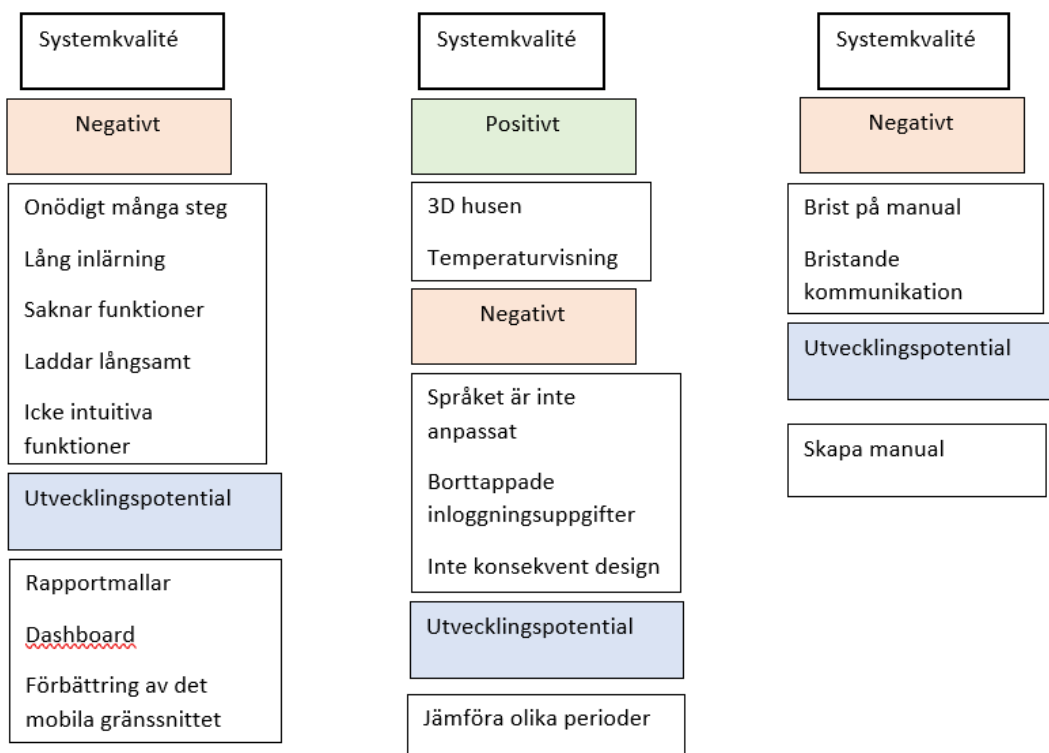 Systemkvalité
Negativt
Onödigt många steg
Lång inlärning
Saknar funktioner
Laddar långsamt
Icke intuitiva
funktioner
Utvecklingspotential
Rapportmallar
Dashboard
Förbättring av det
mobila gränssnittet
Systemkvalité
Positivt
3D husen
Temperaturvisning
Negativt
Språket är inte
anpassat
Borttappade
inloggningsuppgifter
Inte konsekvent design
Utvecklingspotential
Jämföra olika perioder
Systemkvalité
Negativt
Brist på manual
Bristande
kommunikation
Utvecklingspotential
Skapa manual